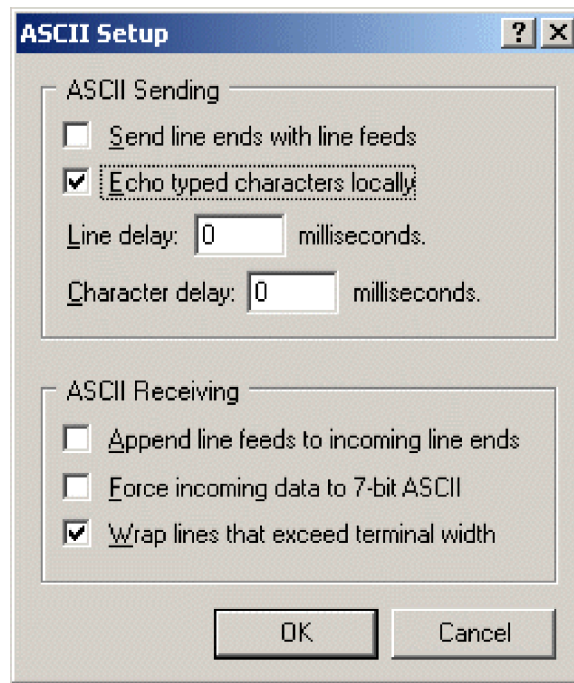 ASCII Setup
ASCII Sending
Send line ends with line feeds
Echo typed characters locally
Line delay: 0 milliseconds.
Character delay: 0 milliseconds.
ASCII Receiving
Append line feeds to incoming line ends
Force incoming data to 7-bit ASCII
Wrap lines that exceed terminal width
OK Cancel